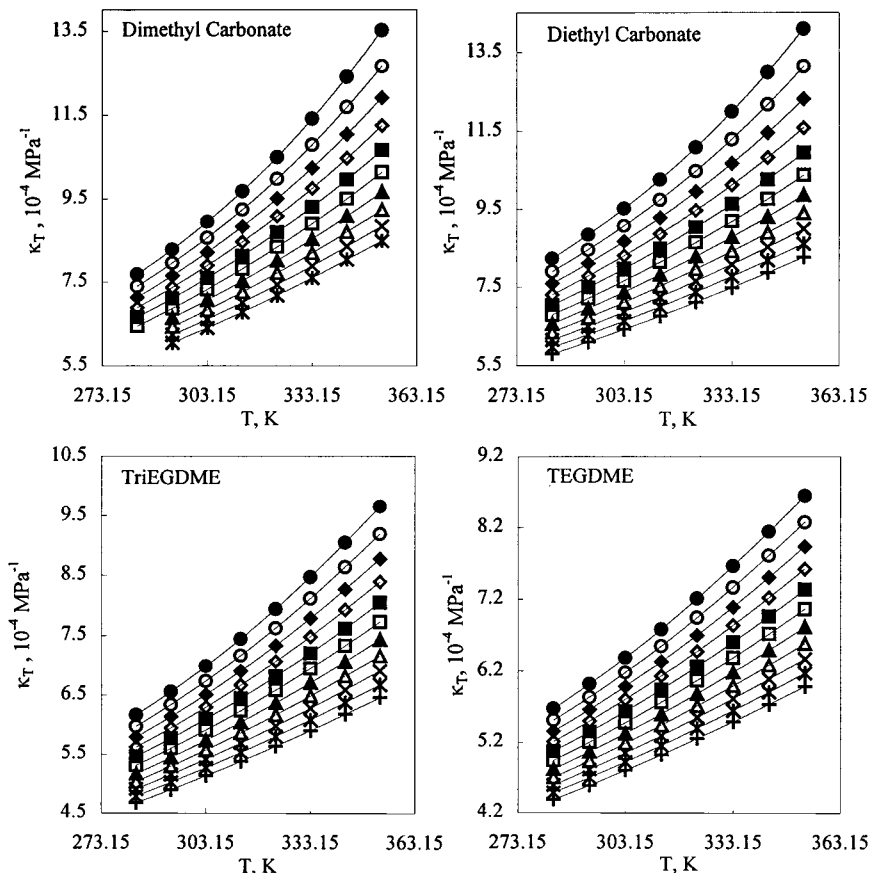 Dimethyl Carbonate
13.5
11.5
9.5
7.5
5.5
κT , 10-4 MPa-1
273.15 303.15 333.15 363.15
T, K
Diethyl Carbonate
13.5
11.5
9.5
7.5
5.5
κT , 10-4 MPa-1
273.15 303.15 333.15 363.15
T, K
TriEGDME
10.5
9.5
8.5
7.5
6.5
5.5
4.5
κT , 10-4 MPa-1
273.15 303.15 333.15 363.15
T, K
TEGDME
9.2
8.2
7.2
6.2
5.2
4.2
κT, 10-4 MPa-1
273.15 303.15 333.15 363.15
T, K